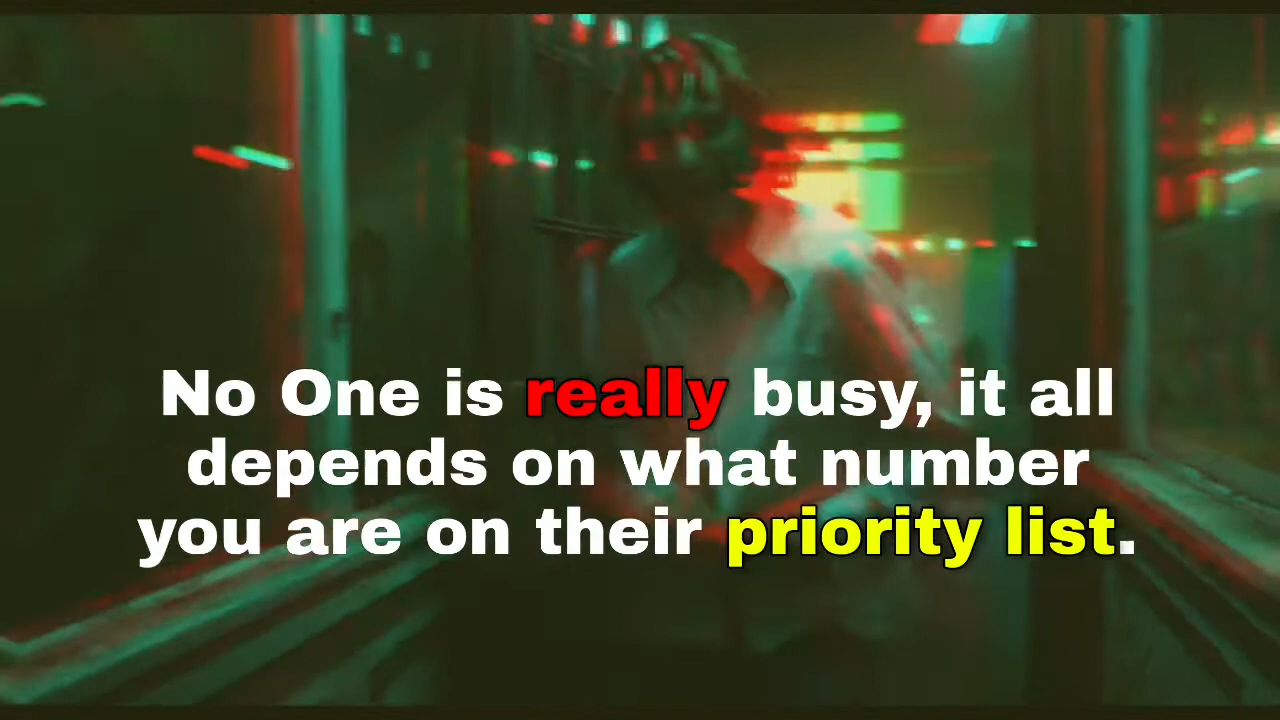 No One is really busy, it all
depends on what number
you are on their priority list.